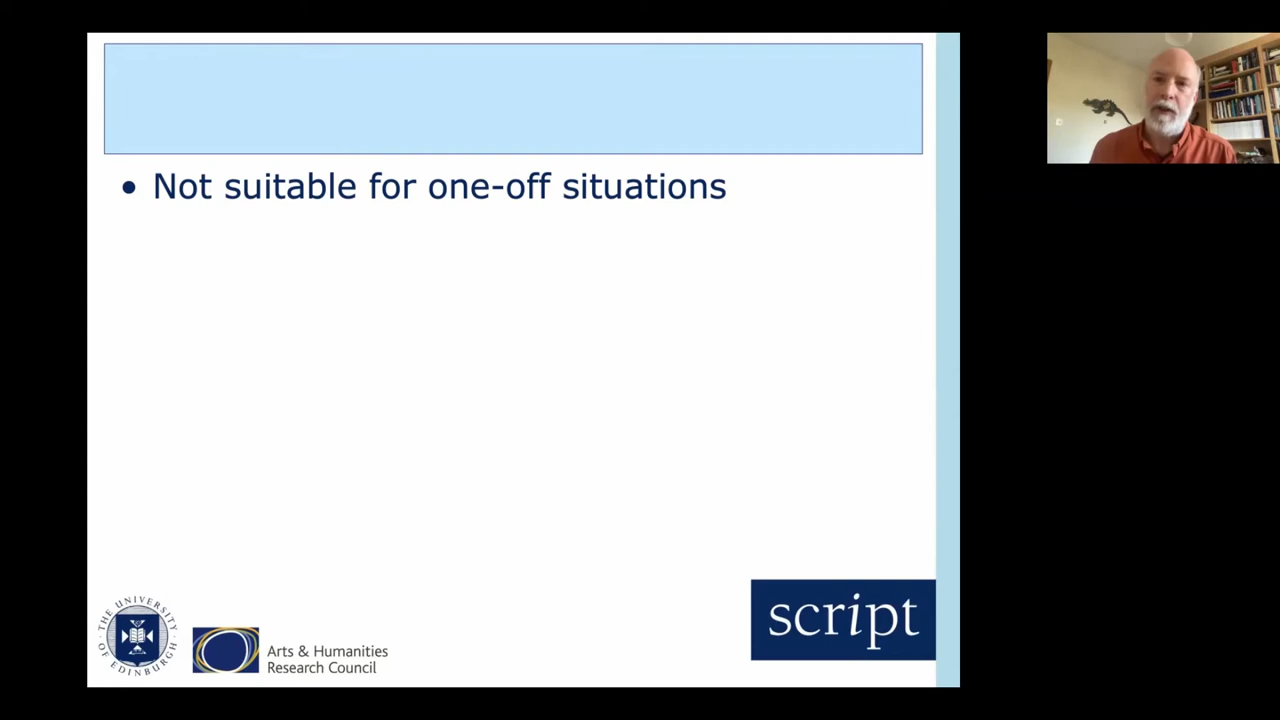 • Not suitable for one-off situations
THE UNIVERSITY OF EDINBURGH
Arts & Humanities
Research Council
script